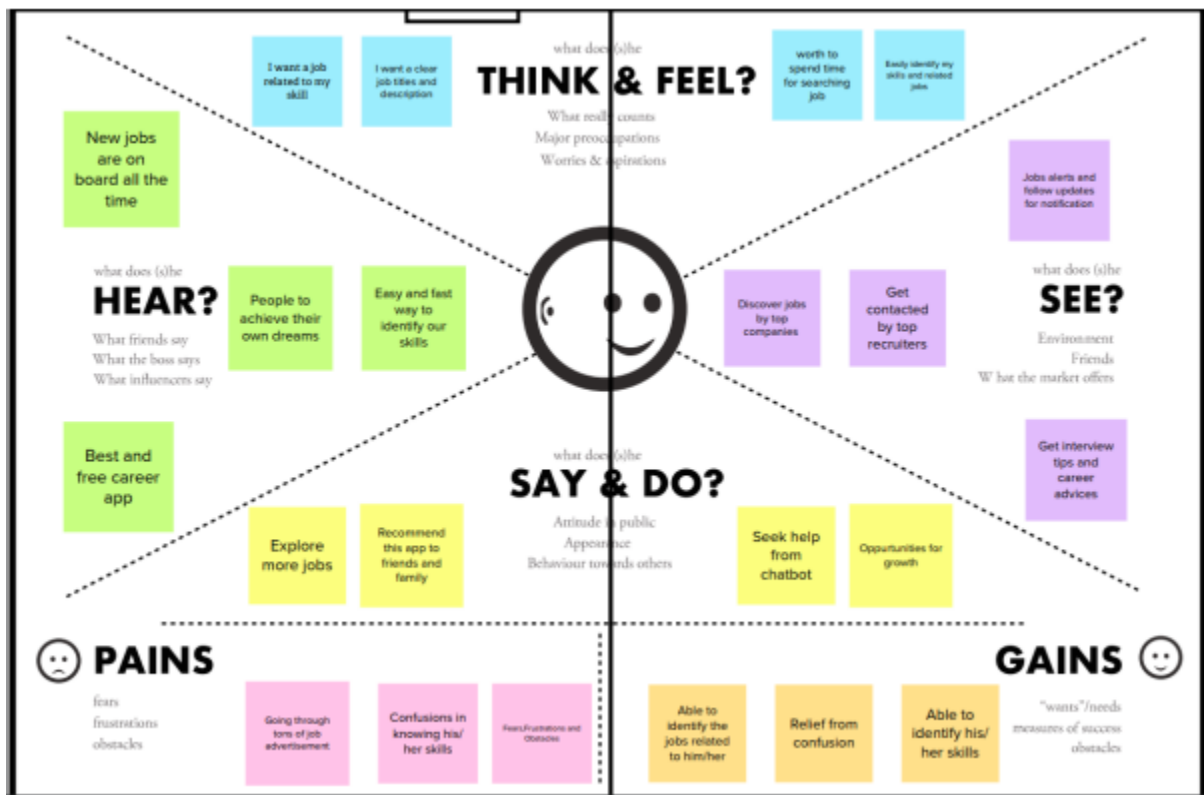 what does (s)he
THINK & FEEL?
What really counts
Major preoccupations
Worries & aspirations
I want a job
related to my
skill
I want a clear
job titles and
description
worth to
spend time
for searching
job
Easily identify my
skills and related
jobs
what does (s)he
HEAR?
What friends say
What the boss says
What influencers say
New jobs
are on
board all the
time
People to
achieve their
own dreams
Easy and fast
way to
identify our
skills
Best and
free career
app
what does (s)he
SEE?
Environment
Friends
W hat the market offers
Jobs alerts and
follow updates
for notification
Discover jobs
by top
companies
Get
contacted
by top
recruiters
Get interview
tips and
career
advices
what does (s)he
SAY & DO?
Attitude in public
Appearance
Behaviour towards others
Explore
more jobs
Recommend
this app to
friends and
family
Seek help
from
chatbot
Oppurtunities for
growth
PAINS
fears
frustrations
obstacles
Going through
tons of job
advertisement
Confusions in
knowing his/
her skills
Fears,Frustrations and
Obstacles
GAINS
"wants"/needs
measures of success
obstacles
Able to
identify the
jobs related
to him/her
Relief from
confusion
Able to
identify his/
her skills